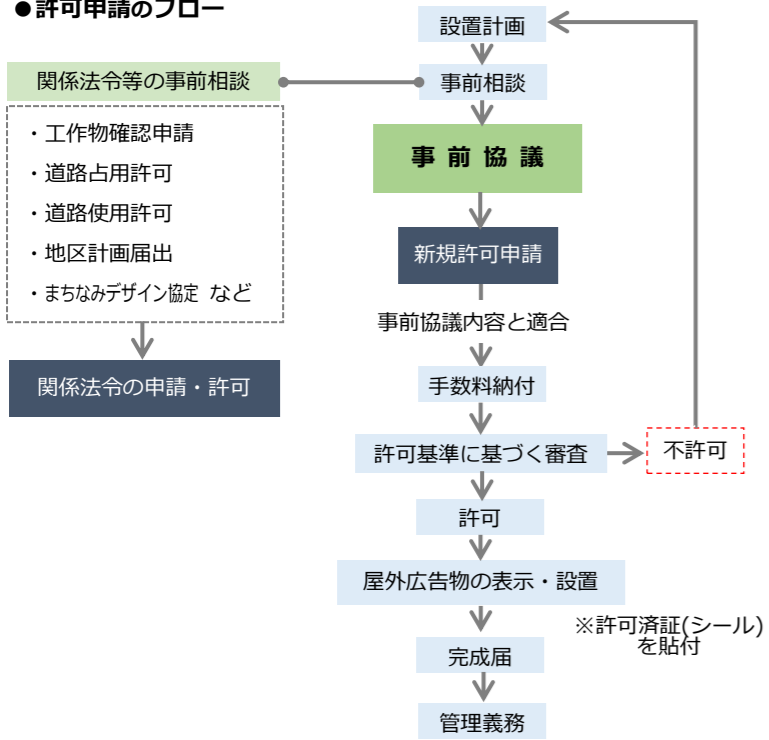 ●許可申請のフロー
設置計画
関係法令等の事前相談
事前相談
・工作物確認申請
・道路占用許可
・道路使用許可
・地区計画届出
・まちなみデザイン協定 など
関係法令の申請・許可
事前協議
新規許可申請
事前協議内容と適合
手数料納付
許可基準に基づく審査
不許可
許可
屋外広告物の表示・設置
※許可済証(シール)
を貼付
完成届
管理義務